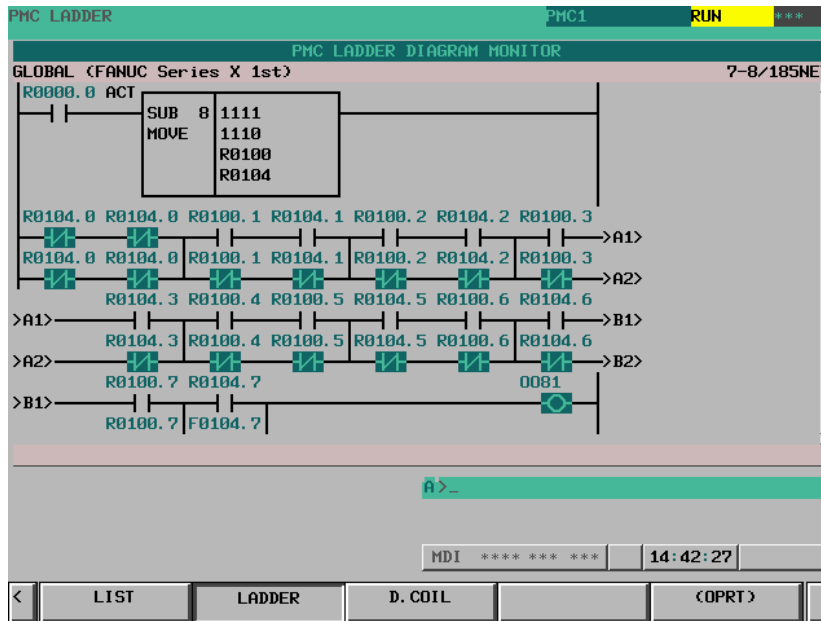 PMC LADDER PMC1 RUN ***
PMC LADDER DIAGRAM MONITOR
GLOBAL (FANUC Series X 1st) 7-8/185NE
R0000.0 ACT
SUB 8 1111
MOVE 1110
R0100
R0104
R0104.0 R0104.0 R0100.1 R0104.1 R0100.2 R0104.2 R0100.3
>A1>
R0104.0 R0104.0 R0100.1 R0104.1 R0100.2 R0104.2 R0100.3
>A2>
R0104.3 R0100.4 R0100.5 R0104.5 R0100.6 R0104.6
>A1> >B1>
R0104.3 R0100.4 R0100.5 R0104.5 R0100.6 R0104.6
>A2> >B2>
R0100.7 R0104.7 O081
>B1>
R0100.7 F0104.7
A>_
MDI **** *** *** 14:42:27
< LIST LADDER D.COIL (OPRT)